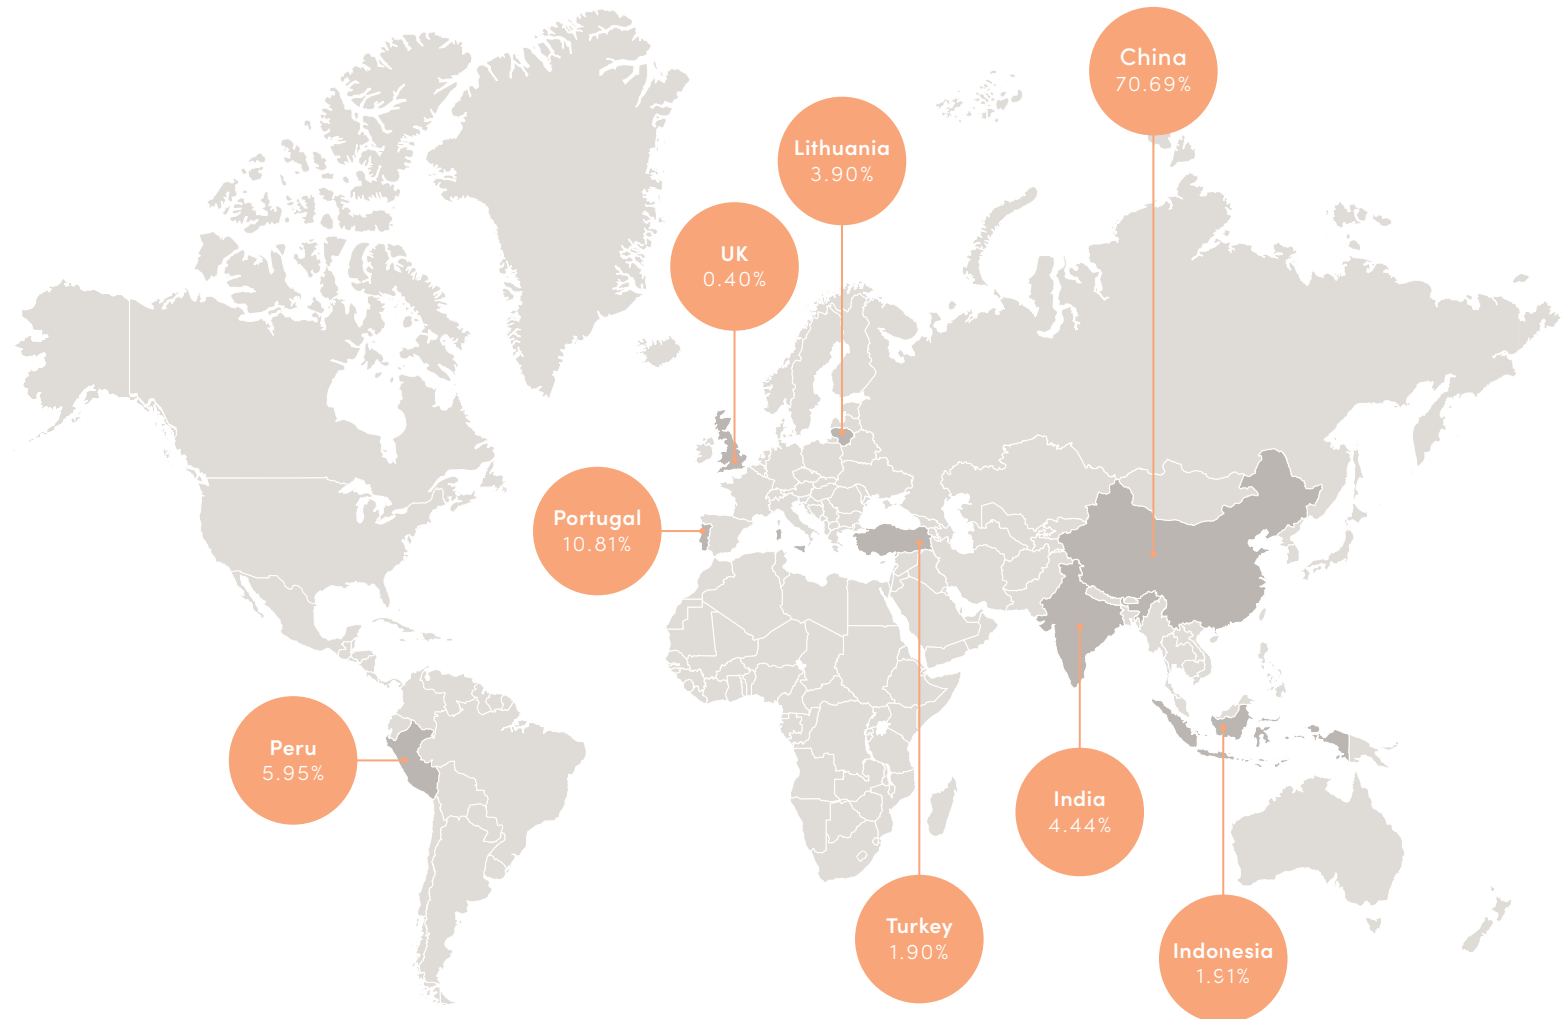 China
70.69%
Lithuania
3.90%
UK
0.40%
Portugal
10.81%
Peru
5.95%
India
4.44%
Turkey
1.90%
Indonesia
1.91%